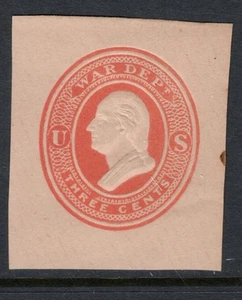 WAR DEPT.
U S
THREE CENTS